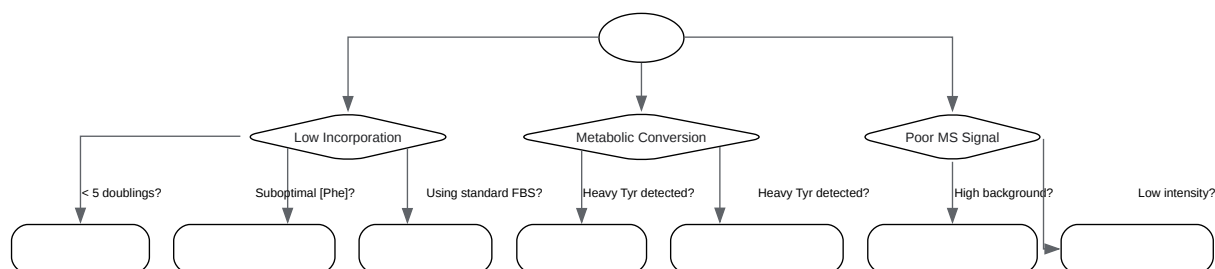 Low Incorporation
Metabolic Conversion
Poor MS Signal
< 5 doublings?
Suboptimal [Phe]?
Using standard FBS?
Heavy Tyr detected?
Heavy Tyr detected?
High background?
Low intensity?